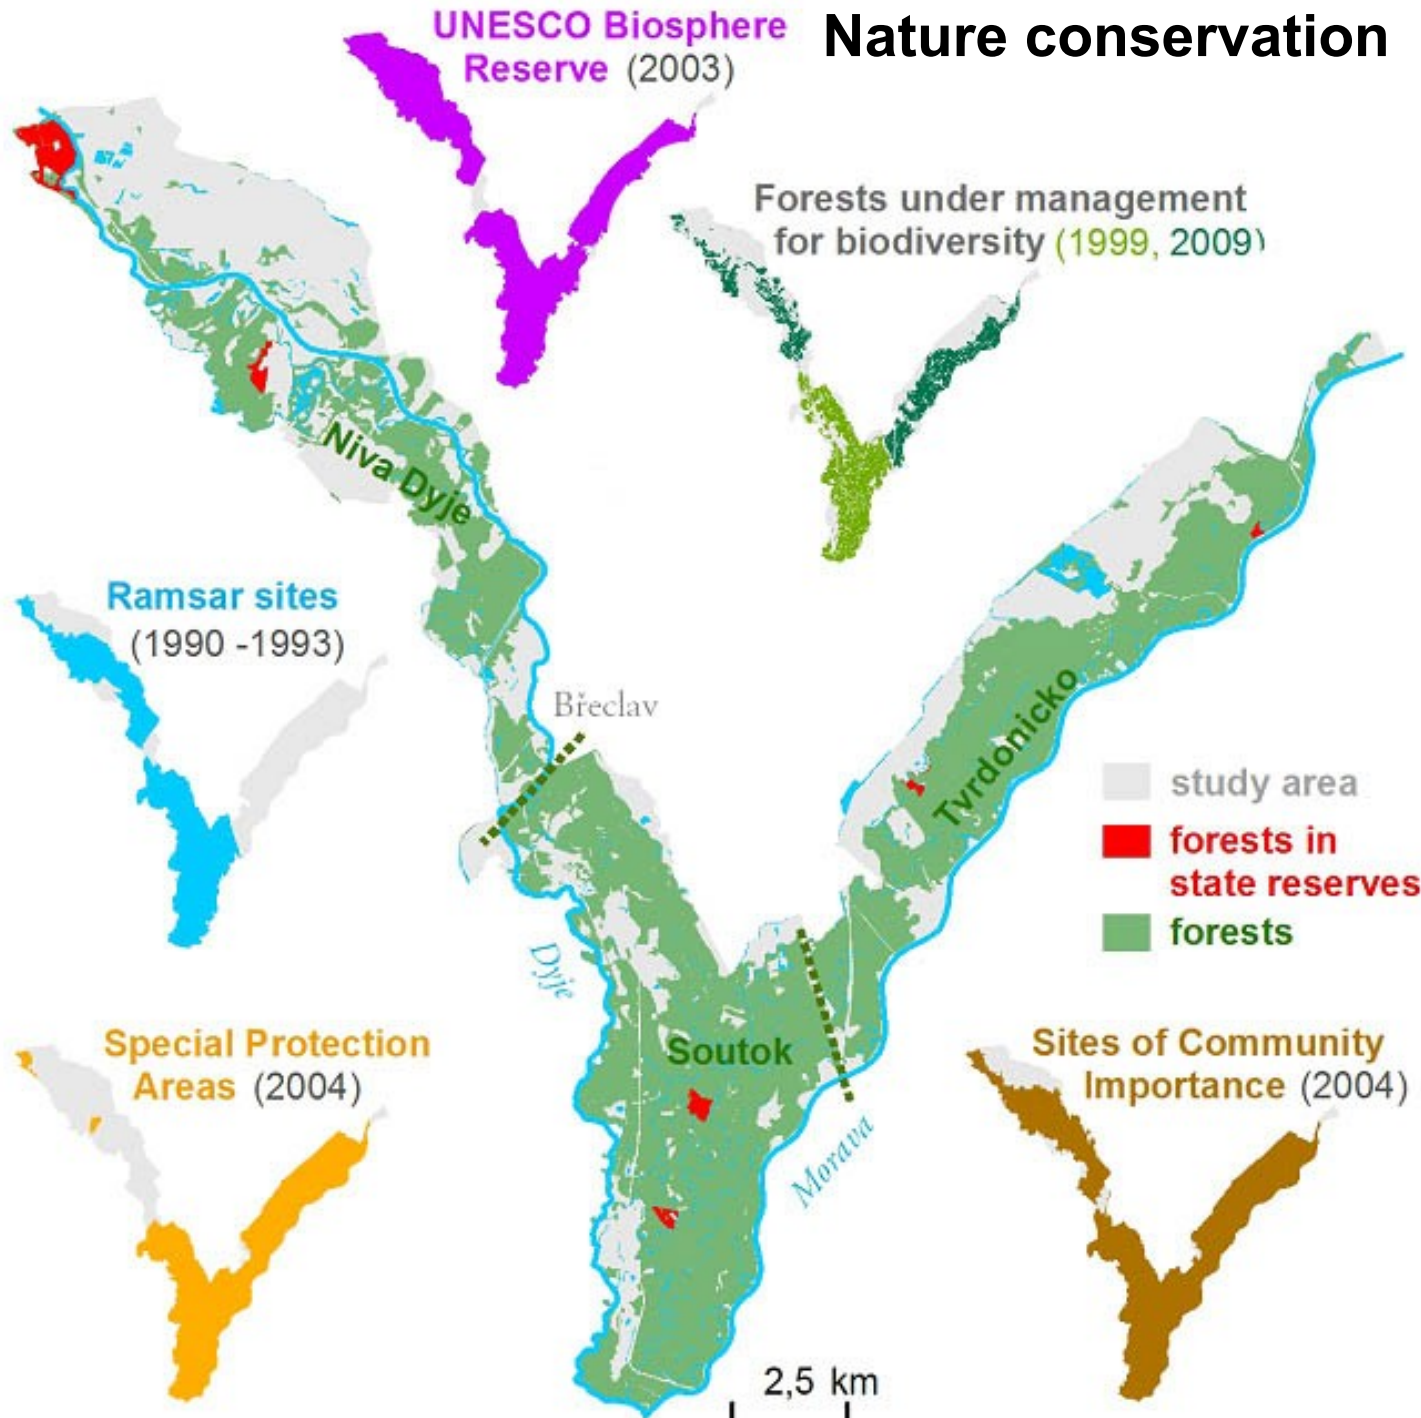 Nature conservation
UNESCO Biosphere
Reserve (2003)
Forests under management
for biodiversity (1999, 2009)
Niva Dyje
Ramsar sites
(1990 -1993)
Břeclav
Tvrdonicko
study area
forests in
state reserves
forests
Dyje
Soutok
Morava
Special Protection
Areas (2004)
Sites of Community
Importance (2004)
2,5 km